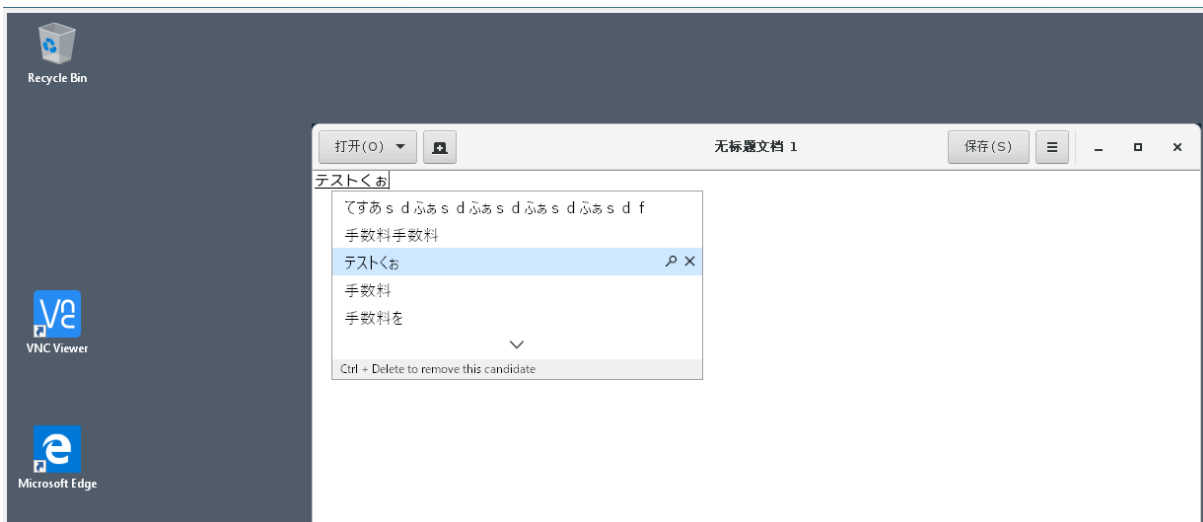 Recycle Bin
打开(O)
无标题文档 1
保存(S)
テストくぉ
てすあｓｄふぁｓｄふぁｓｄふぁｓｄふぁｓｄｆ
手数料手数料
テストくぉ
手数料
手数料を
Ctrl + Delete to remove this candidate
VNC Viewer
Microsoft Edge